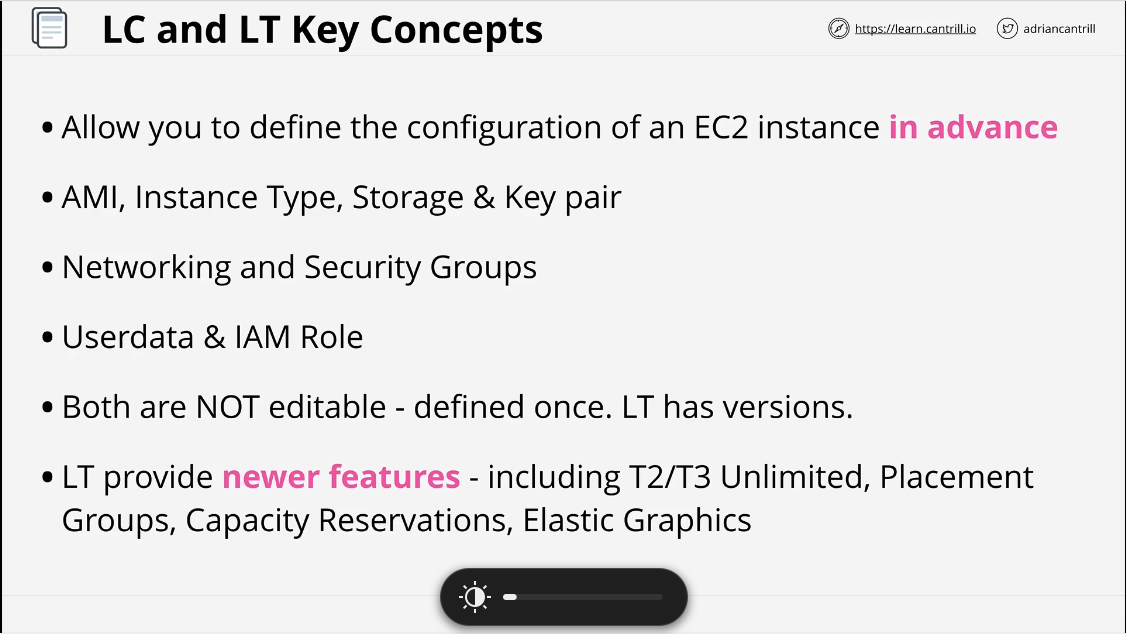 LC and LT Key Concepts
https://learn.cantrill.io
adriancantrill
• Allow you to define the configuration of an EC2 instance in advance
• AMI, Instance Type, Storage & Key pair
• Networking and Security Groups
• Userdata & IAM Role
• Both are NOT editable - defined once. LT has versions.
• LT provide newer features - including T2/T3 Unlimited, Placement
Groups, Capacity Reservations, Elastic Graphics